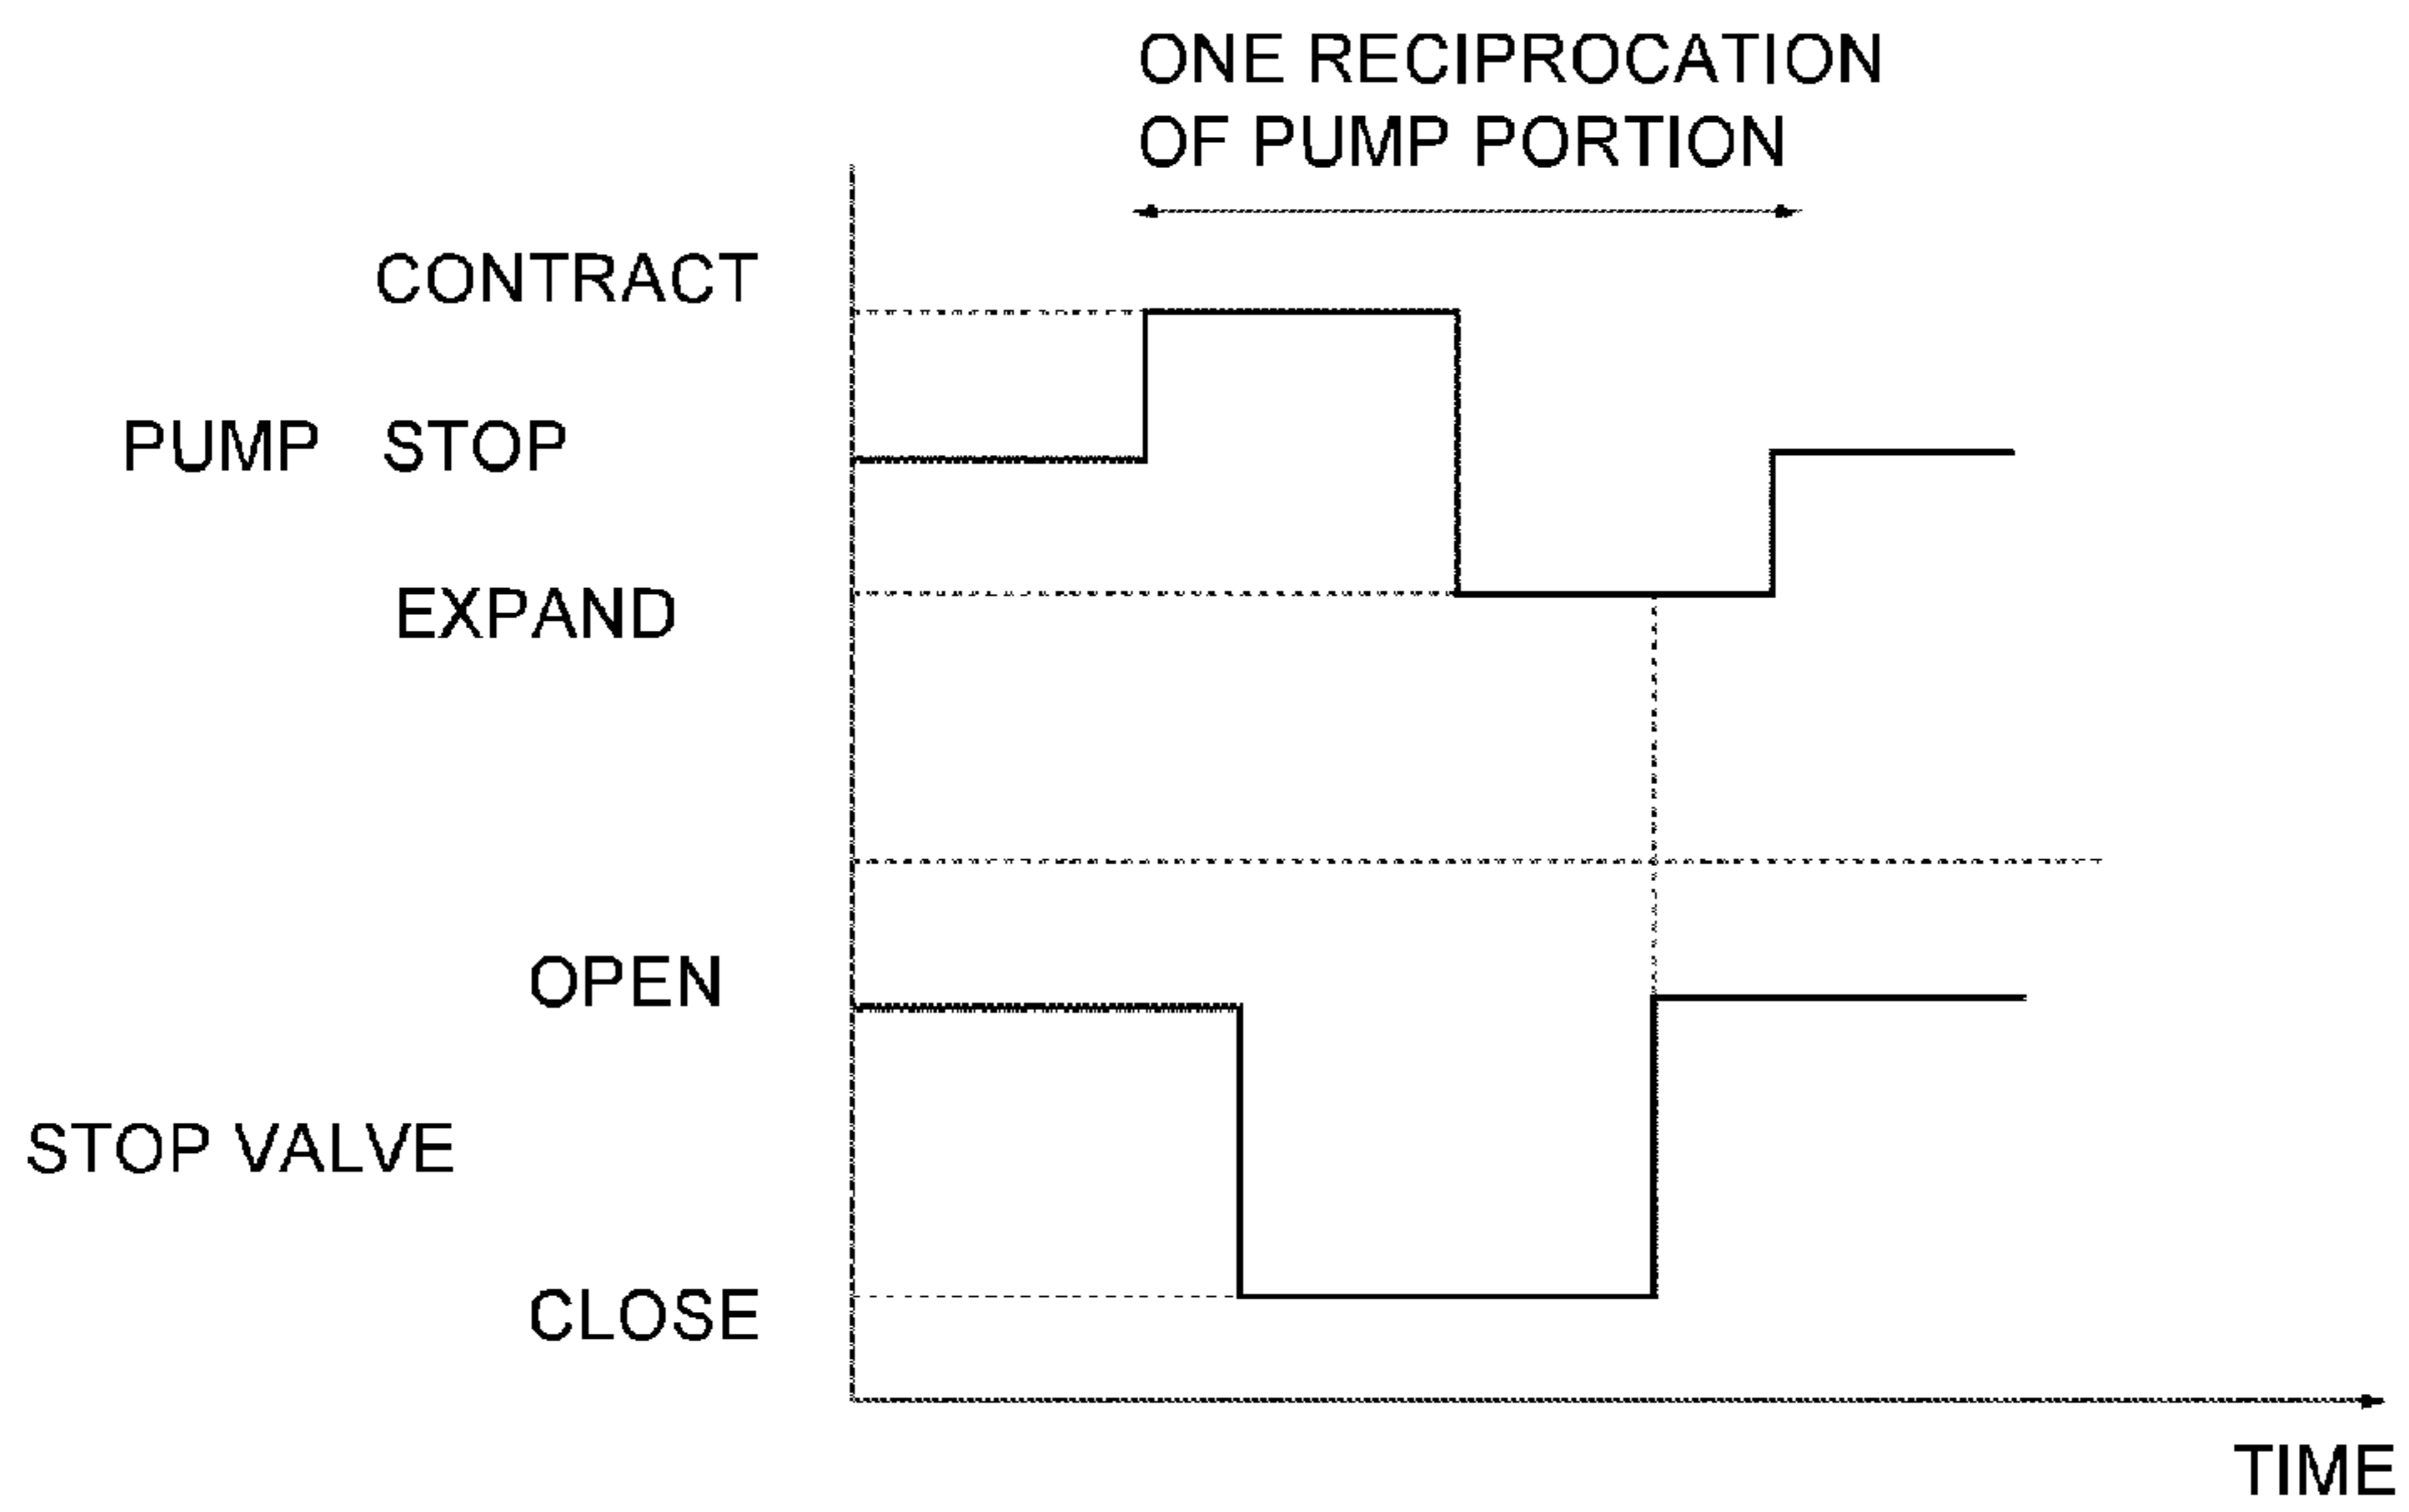 ONE RECIPROCATION
OF PUMP PORTION
CONTRACT
PUMP STOP
EXPAND
OPEN
STOP VALVE
CLOSE
TIME